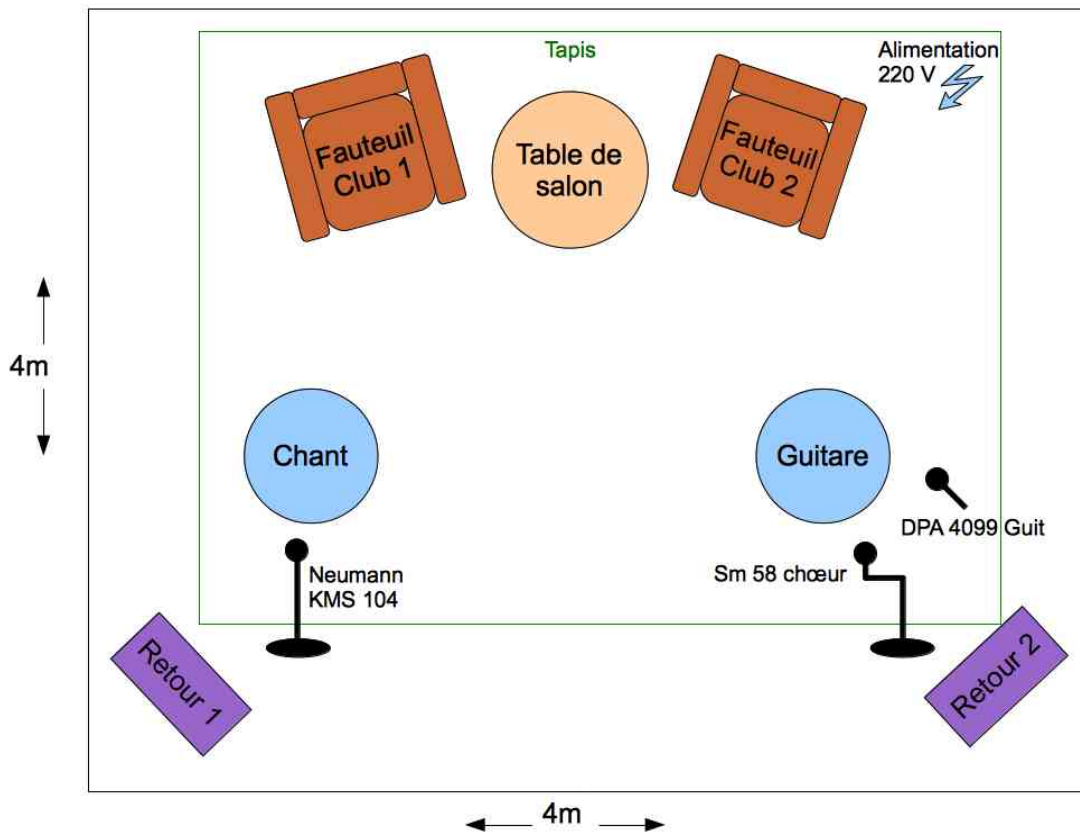 Tapis
Alimentation
220 V
Fauteuil
Club 1
Table de
salon
Fauteuil
Club 2
4m
Chant
Guitare
DPA 4099 Guit
Neumann
KMS 104
Sm 58 chœur
Retour 1
Retour 2
4m